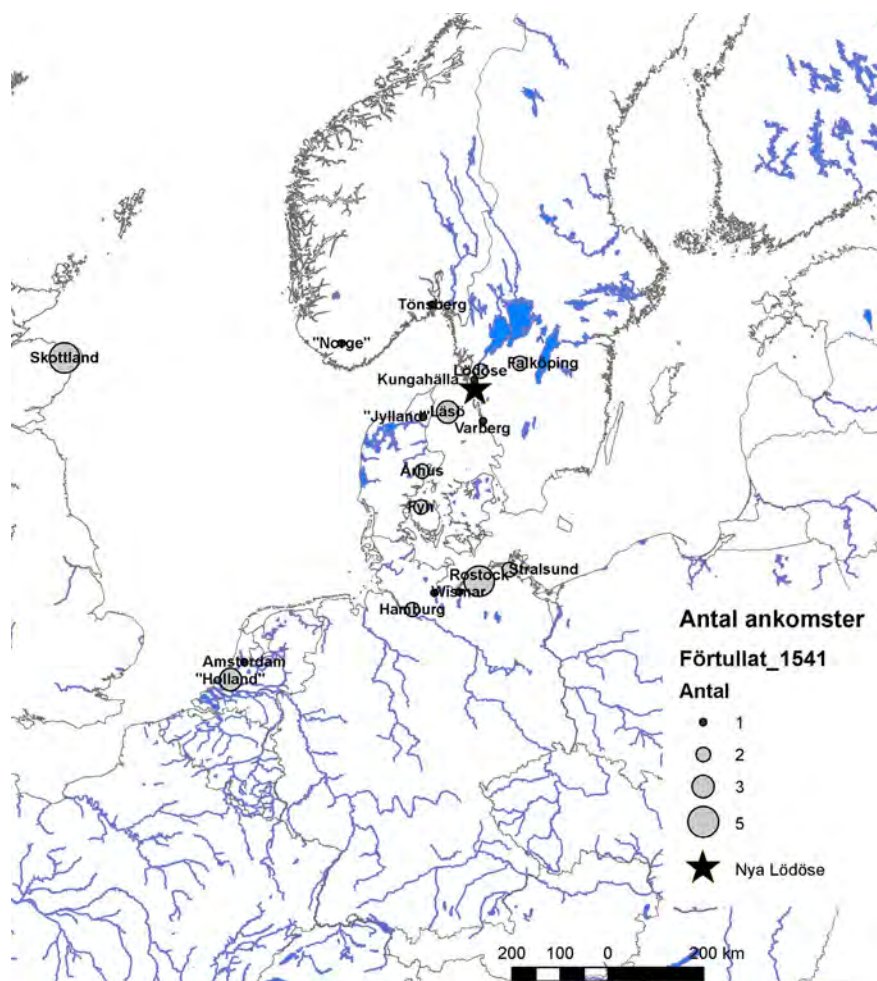 Tönsberg
"Norge"
Skottland
Lödöse
Falköping
Kungahälla
"Jylland"
Läsö
Varberg
Århus
Fyn
Rostock
Stralsund
Wismar
Hamburg
Amsterdam
"Holland"
Antal ankomster
Förtullat_1541
Antal
1
2
3
5
Nya Lödöse
200 100 0 200 km